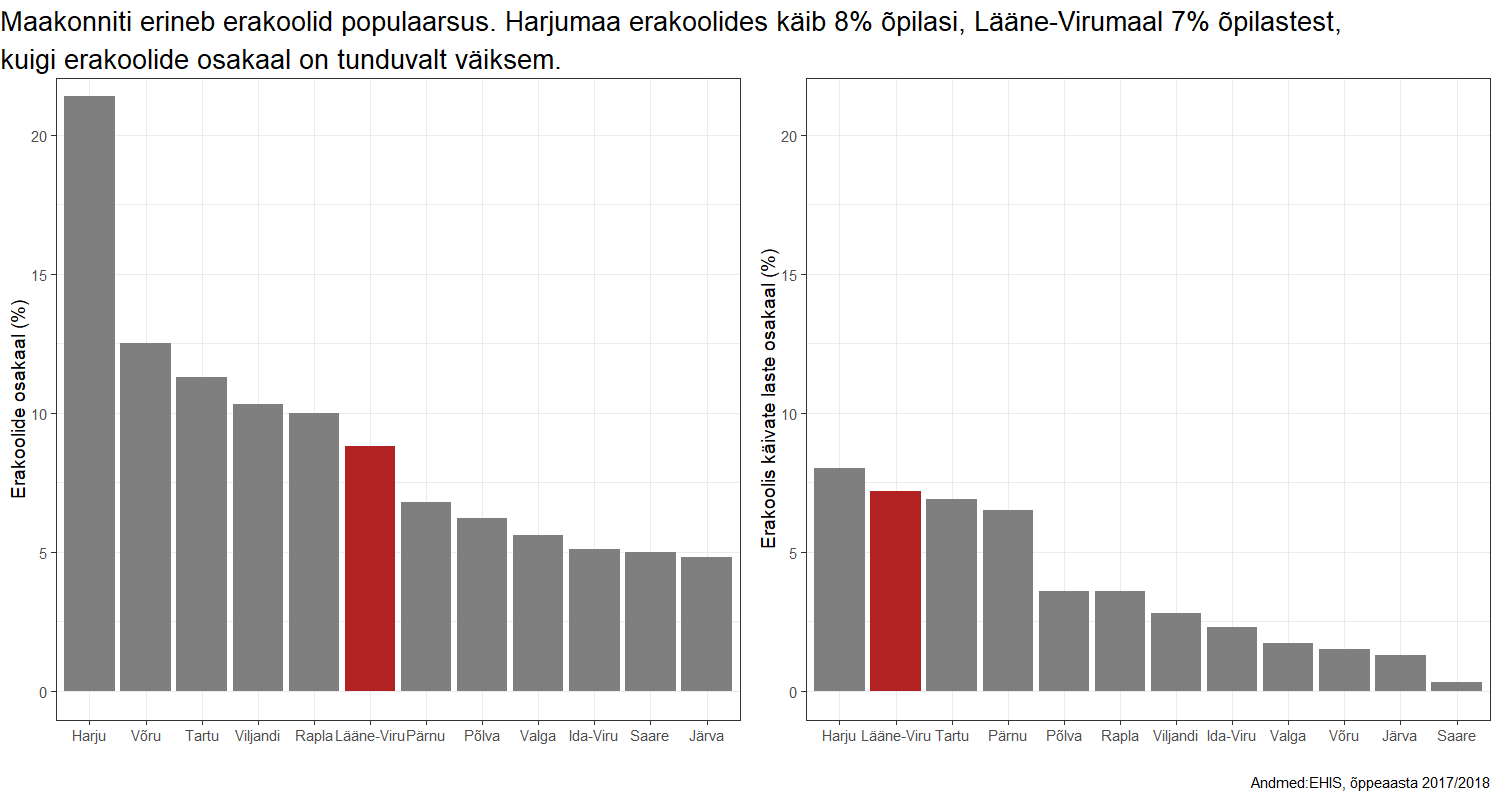 Maakonniti erineb erakoolid populaarsus. Harjumaa erakoolides käib 8% õpilasi, Lääne-Virumaal 7% õpilastest,
kuigi erakoolide osakaal on tunduvalt väiksem.
Erakoolide osakaal (%)
20
15
10
5
0
Harju Võru Tartu Viljandi Rapla Lääne-Viru Pärnu Põlva Valga Ida-Viru Saare Järva
Erakoolis käivate laste osakaal (%)
20
15
10
5
0
Harju Lääne-Viru Tartu Pärnu Põlva Rapla Viljandi Ida-Viru Valga Võru Järva Saare
Andmed:EHIS, õppeaasta 2017/2018